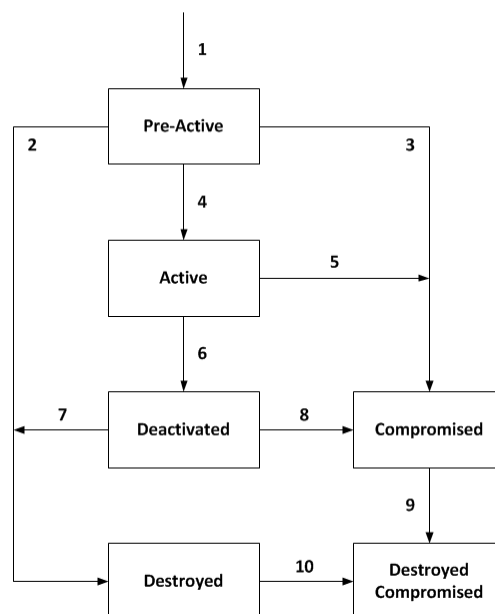 1
Pre-Active
2
3
4
Active
5
6
Deactivated
7
8
Compromised
9
Destroyed
10
Destroyed
Compromised